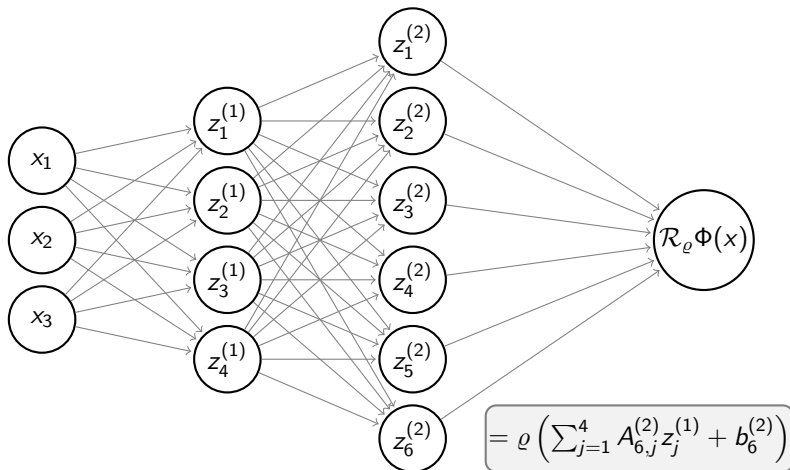 x₁
x₂
x₃
z₁⁽¹⁾
z₂⁽¹⁾
z₃⁽¹⁾
z₄⁽¹⁾
z₁⁽²⁾
z₂⁽²⁾
z₃⁽²⁾
z₄⁽²⁾
z₅⁽²⁾
z₆⁽²⁾
= ϱ ( ∑_{j=1}^{4} A_{6,j}^{(2)} z_j^{(1)} + b_6^{(2)} )
ℛ_ϱΦ(x)